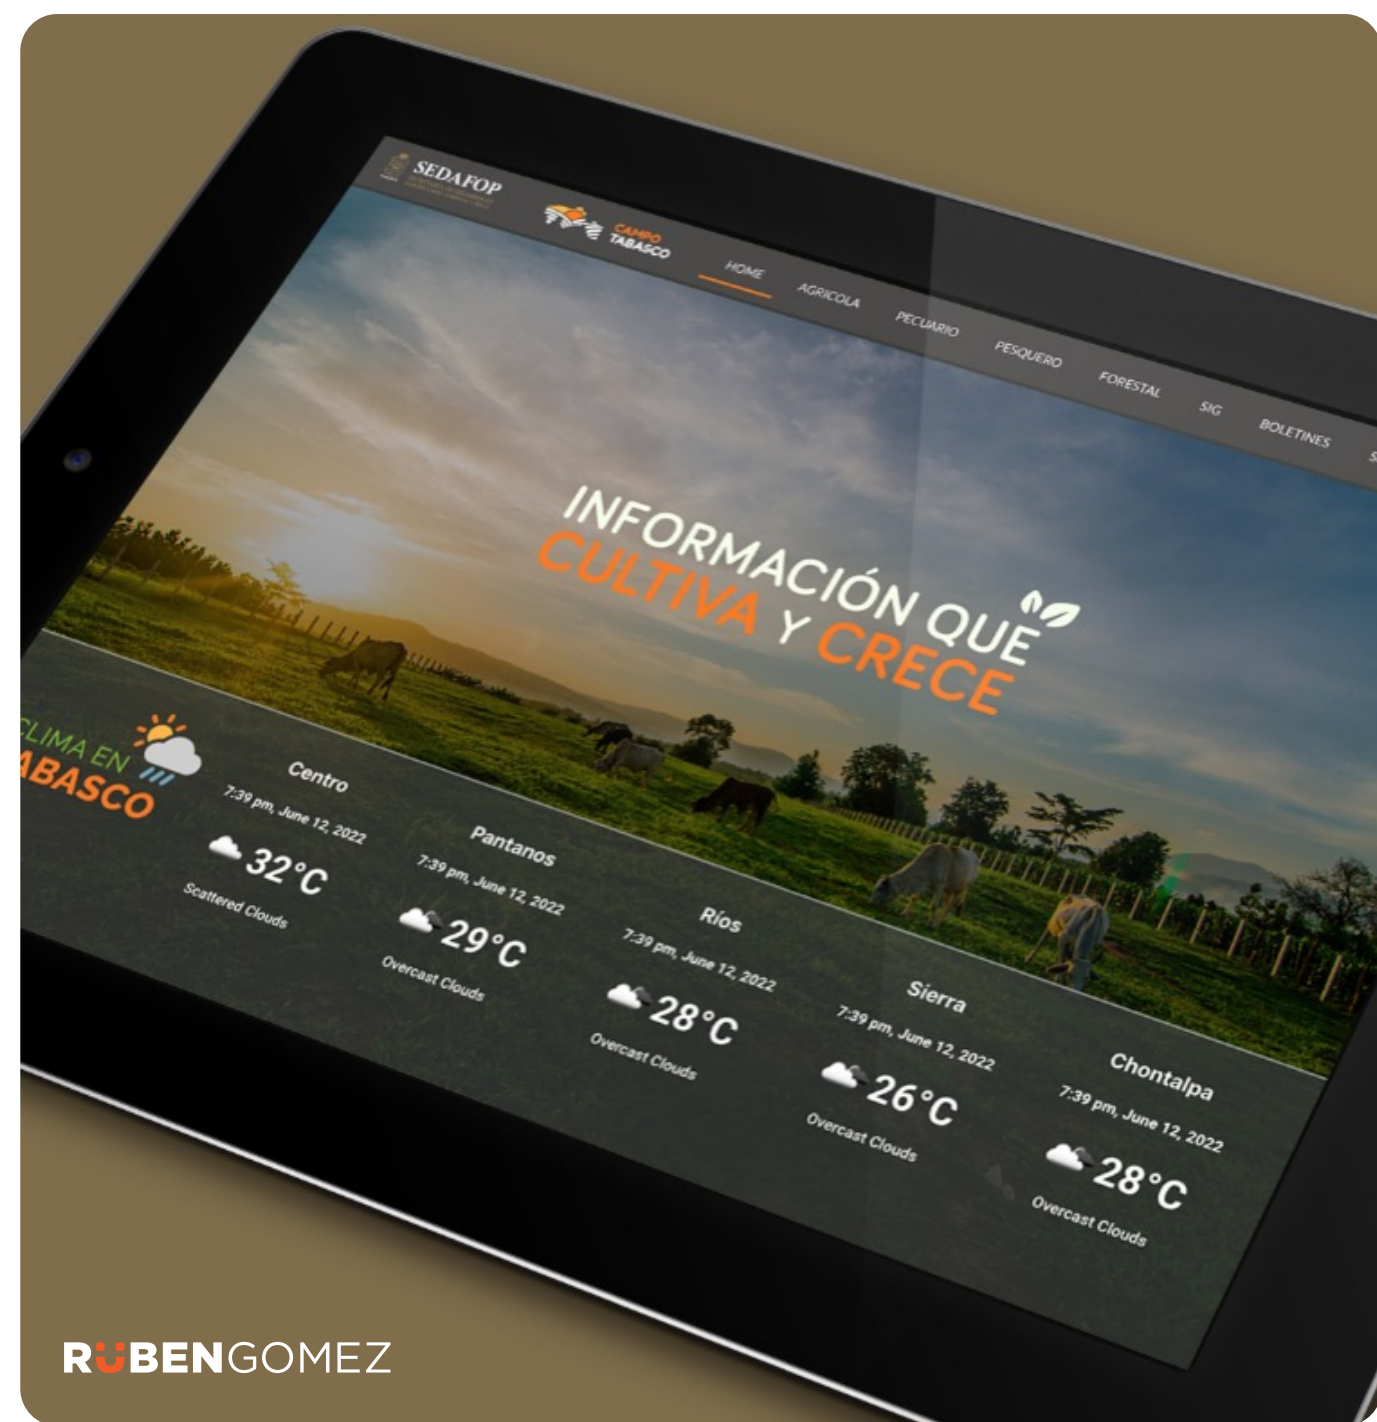 SEDAFOP
CAMPO
TABASCO
HOME
AGRICOLA
PECUARIO
PESQUERO
FORESTAL
SIG
BOLETINES
INFORMACIÓN QUE
CULTIVA Y CRECE
CLIMA EN
ABASCO
Centro
7:39 pm, June 12, 2022
32°C
Scattered Clouds
Pantanos
7:39 pm, June 12, 2022
29°C
Overcast Clouds
Ríos
7:39 pm, June 12, 2022
28°C
Overcast Clouds
Sierra
7:39 pm, June 12, 2022
26°C
Overcast Clouds
Chontalpa
7:39 pm, June 12, 2022
28°C
Overcast Clouds
RÜBENGOMEZ